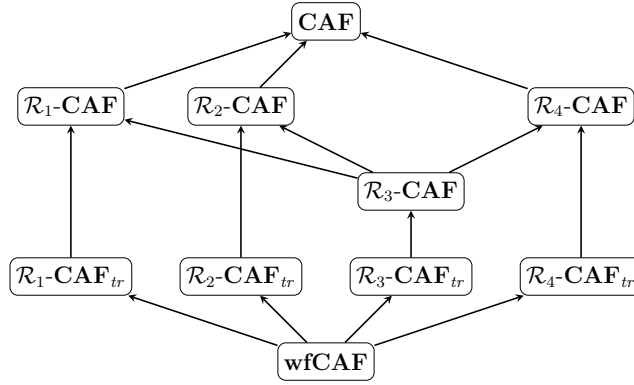 CAF
ℛ₁-CAF ℛ₂-CAF ℛ₄-CAF
ℛ₃-CAF
ℛ₁-CAFₜᵣ ℛ₂-CAFₜᵣ ℛ₃-CAFₜᵣ ℛ₄-CAFₜᵣ
wfCAF